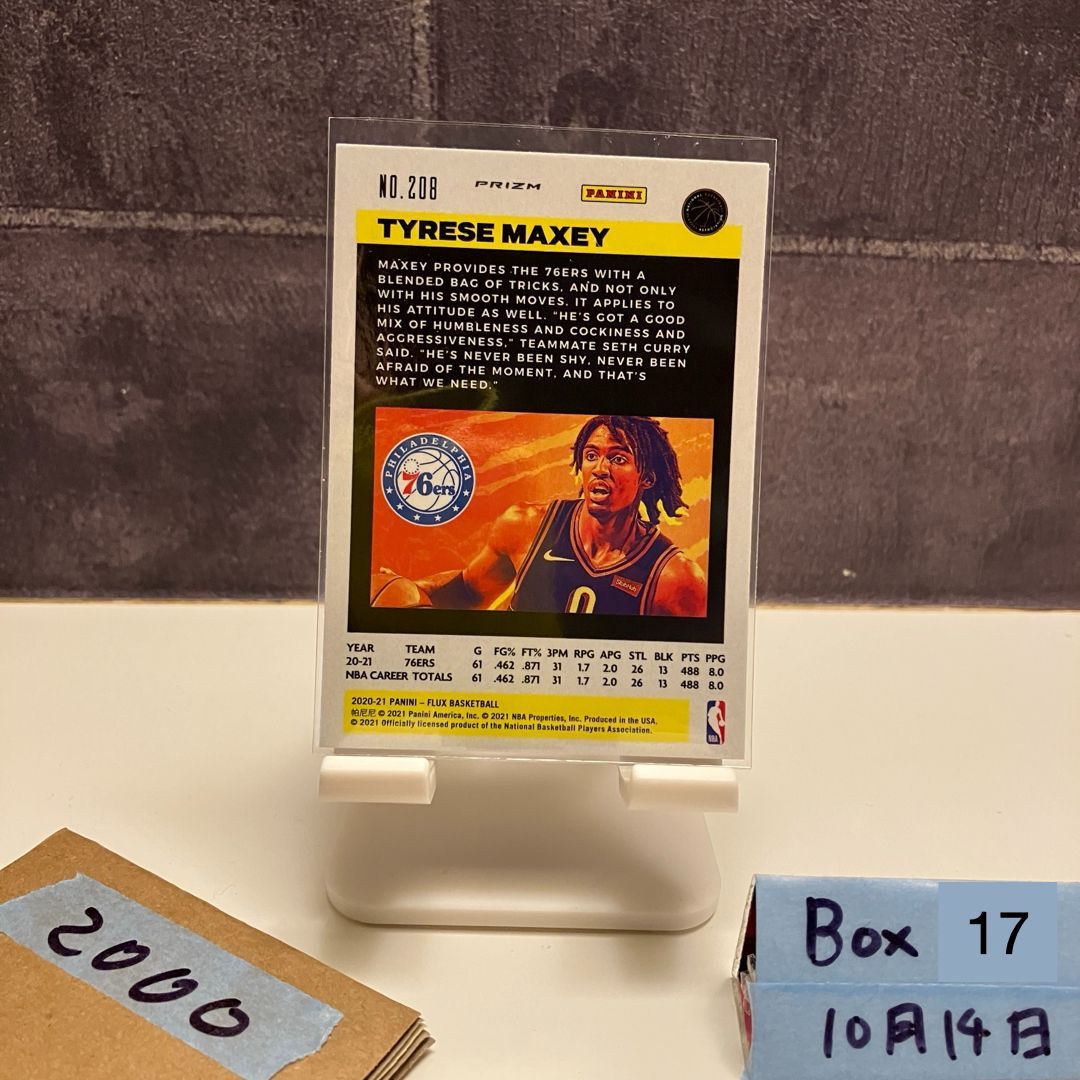 NO.208 PRIZM PANINI
TYRESE MAXEY
MAXEY PROVIDES THE 76ERS WITH A
BLENDED BAG OF TRICKS, AND NOT ONLY
WITH HIS SMOOTH MOVES. IT APPLIES TO
HIS ATTITUDE AS WELL. "HE'S GOT A GOOD
MIX OF HUMBLENESS AND COCKINESS AND
AGGRESSIVENESS," TEAMMATE SETH CURRY
SAID. "HE'S NEVER BEEN SHY, NEVER BEEN
AFRAID OF THE MOMENT, AND THAT'S
WHAT WE NEED."
PHILADELPHIA
76ers
StubHub
0
YEAR TEAM G FG% FT% 3PM RPG APG STL BLK PTS PPG
20-21 76ERS 61 .462 .871 31 1.7 2.0 26 13 488 8.0
NBA CAREER TOTALS 61 .462 .871 31 1.7 2.0 26 13 488 8.0
2020-21 PANINI – FLUX BASKETBALL
帕尼尼 © 2021 Panini America, Inc. © 2021 NBA Properties, Inc. Produced in the USA.
© 2021 Officially licensed product of the National Basketball Players Association.
NBA
2000
Box 17
10月14日